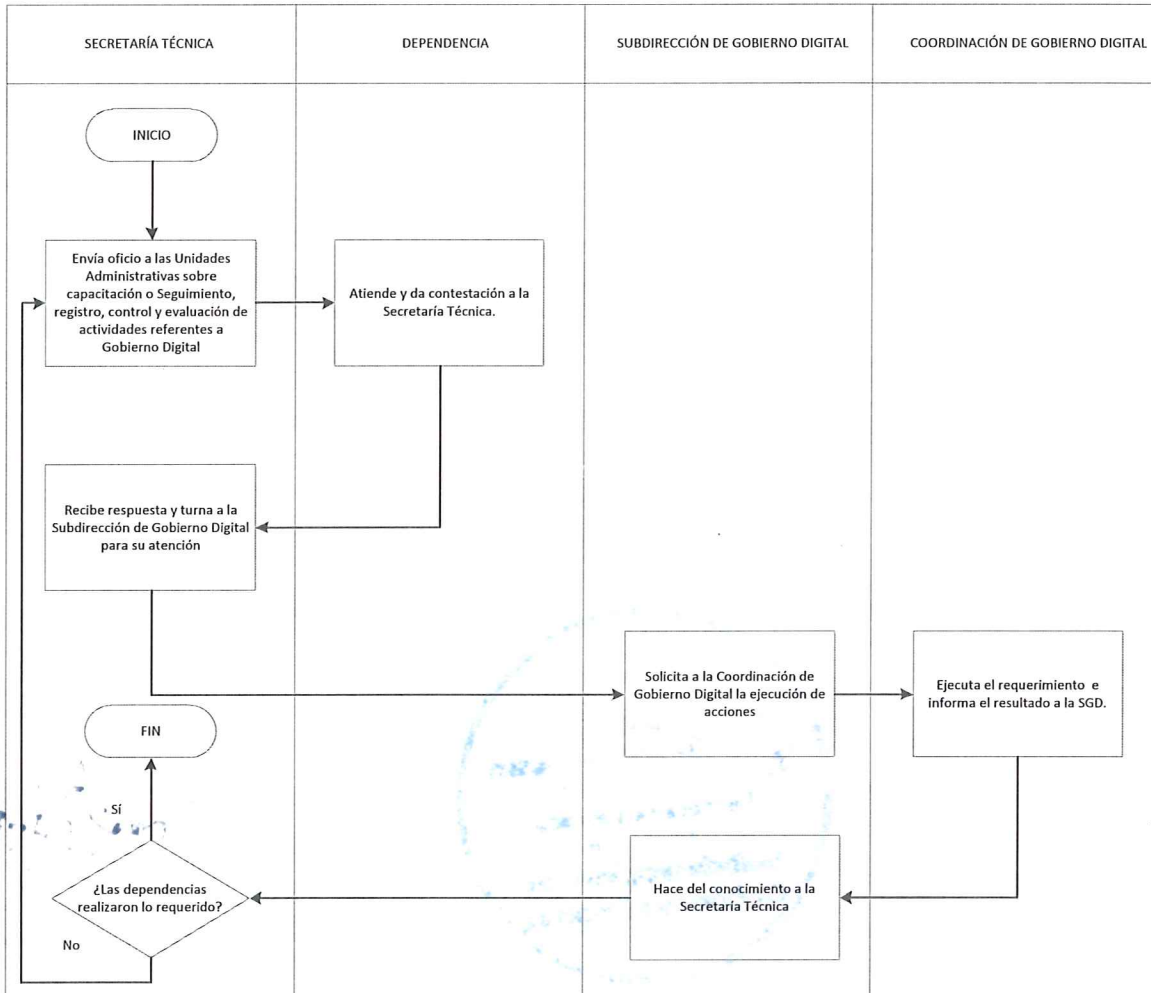 SECRETARÍA TÉCNICA
DEPENDENCIA
SUBDIRECCIÓN DE GOBIERNO DIGITAL
COORDINACIÓN DE GOBIERNO DIGITAL
INICIO
Envía oficio a las Unidades
Administrativas sobre
capacitación o Seguimiento,
registro, control y evaluación de
actividades referentes a
Gobierno Digital
Atiende y da contestación a la
Secretaría Técnica.
Recibe respuesta y turna a la
Subdirección de Gobierno Digital
para su atención
Solicita a la Coordinación de
Gobierno Digital la ejecución de
acciones
Ejecuta el requerimiento e
informa el resultado a la SGD.
FIN
Sí
¿Las dependencias
realizaron lo requerido?
Hace del conocimiento a la
Secretaría Técnica
No